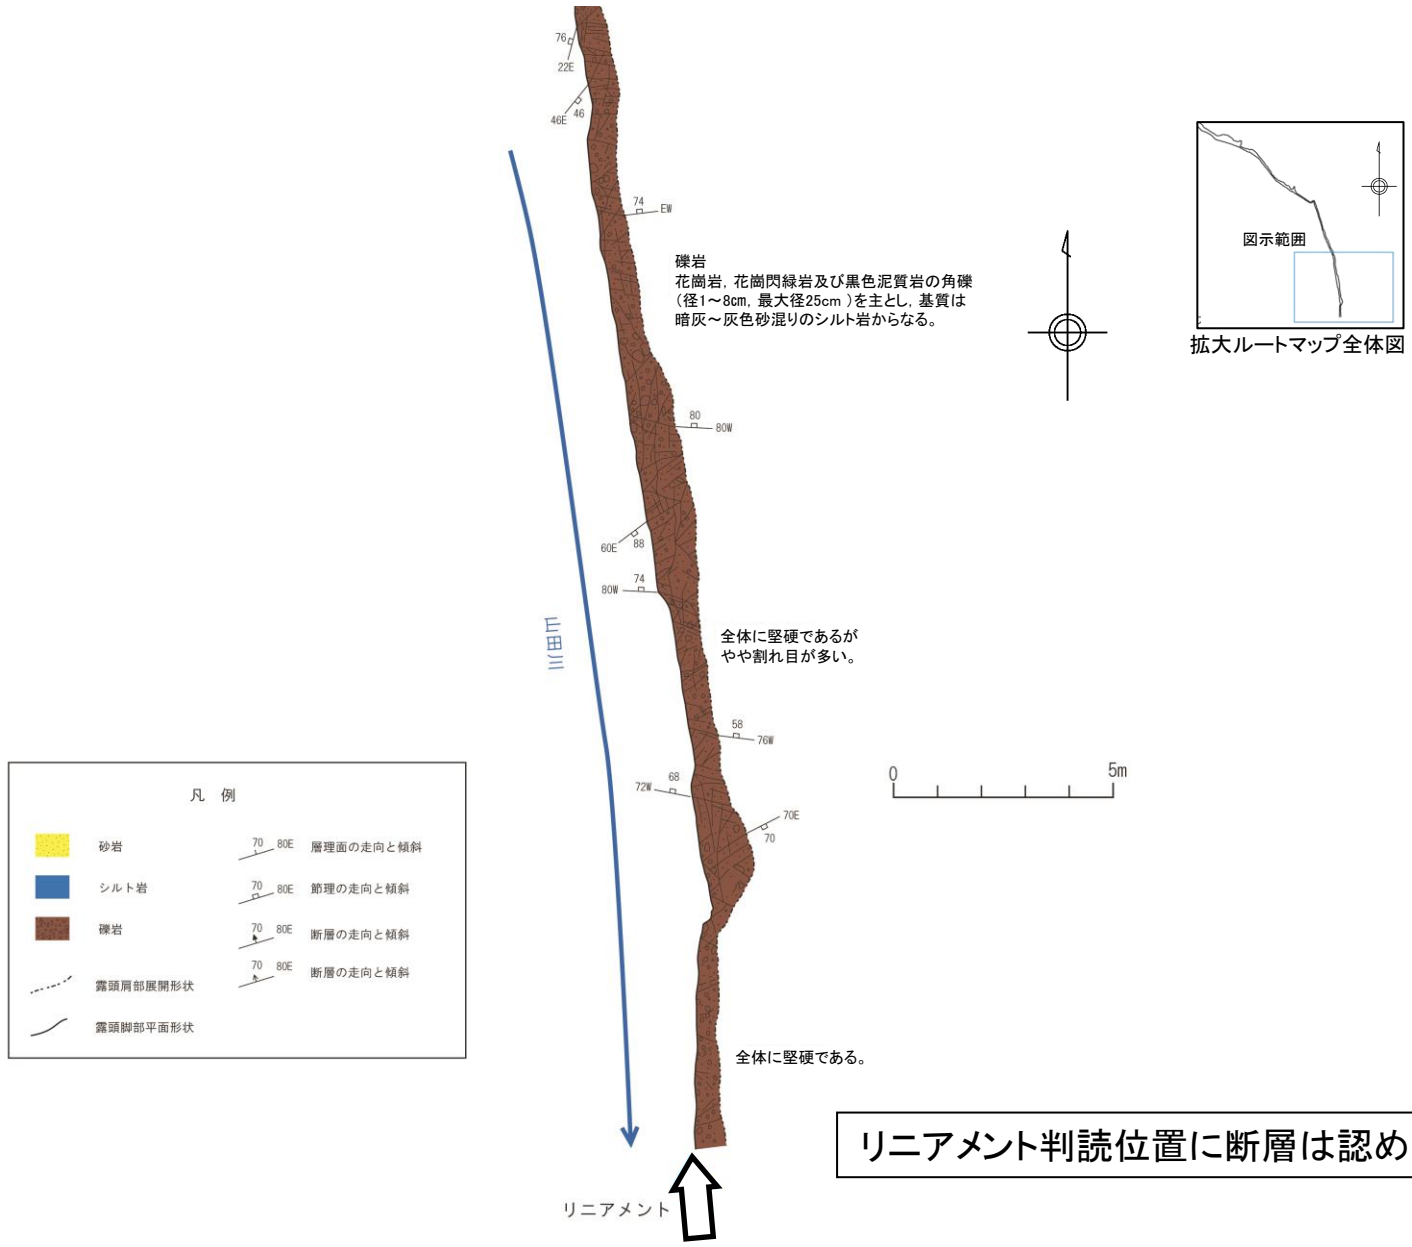 76
22E
46E
46
74
EW
図示範囲
礫岩
花崗岩, 花崗閃緑岩及び黒色泥質岩の角礫
(径1～8㎝, 最大径25cm )を主とし, 基質は
暗灰～灰色砂混りのシルト岩からなる。
拡大ルートマップ全体図
80
80W
60E
88
74
80W
山田川
全体に堅硬であるが
やや割れ目が多い。
58
76W
68
72W
70E
70
0
5m
凡 例
砂岩
70 80E 層理面の走向と傾斜
シルト岩
70 80E 節理の走向と傾斜
礫岩
70 80E 断層の走向と傾斜
70 80E 断層の走向と傾斜
露頭肩部展開形状
露頭脚部平面形状
全体に堅硬である。
リニアメント判読位置に断層は認め
リニアメント